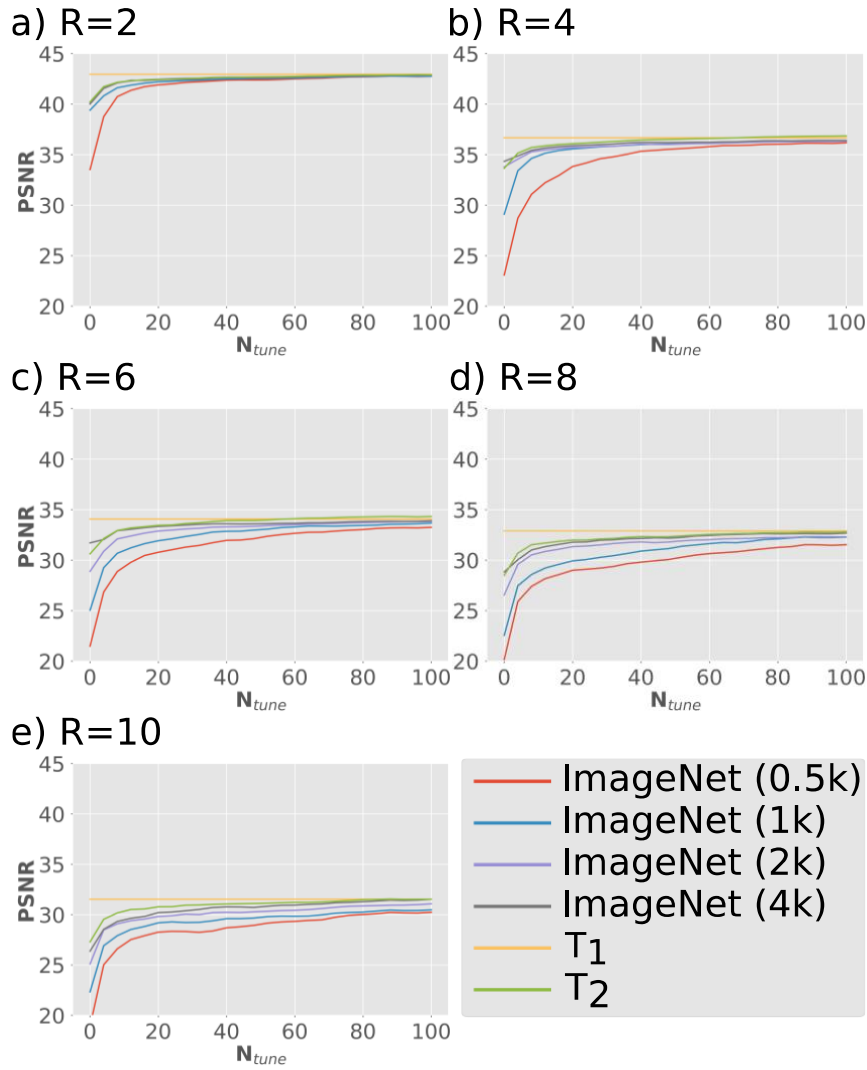 a) R=2
b) R=4
45
40
35
30
25
20
PSNR
0 20 40 60 80 100
N_tune
45
40
35
30
25
20
PSNR
0 20 40 60 80 100
N_tune
c) R=6
d) R=8
45
40
35
30
25
20
PSNR
0 20 40 60 80 100
N_tune
45
40
35
30
25
20
PSNR
0 20 40 60 80 100
N_tune
e) R=10
45
40
35
30
25
20
PSNR
0 20 40 60 80 100
N_tune
ImageNet (0.5k)
ImageNet (1k)
ImageNet (2k)
ImageNet (4k)
T1
T2